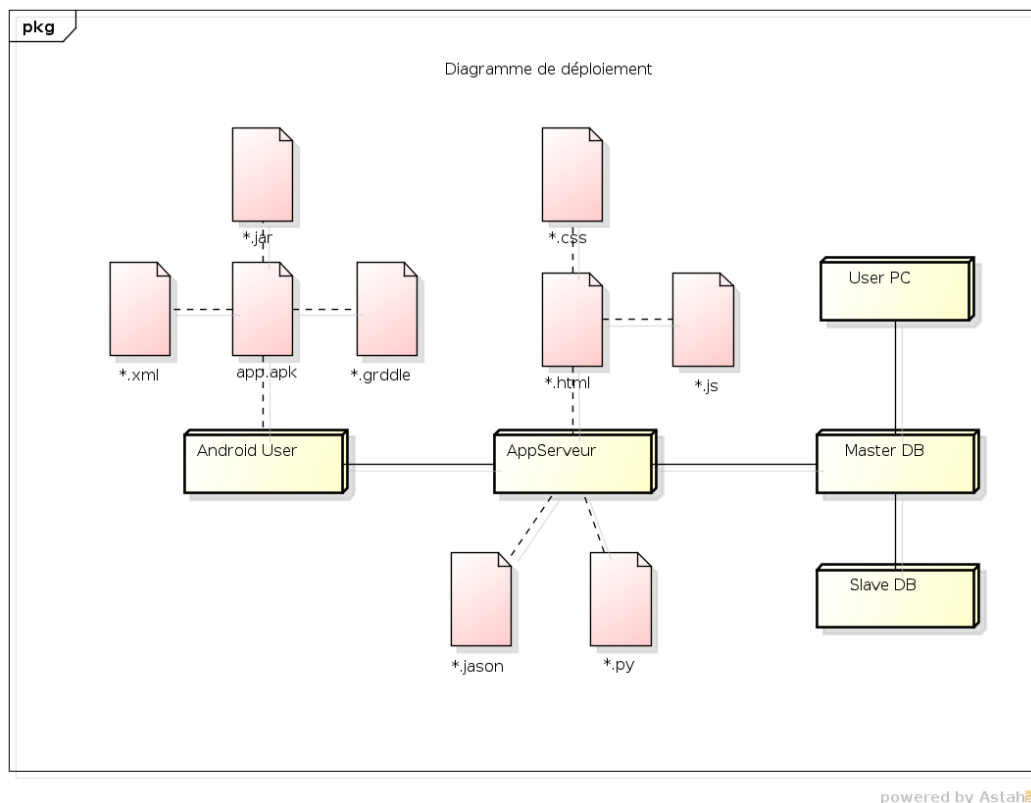 pkg
Diagramme de déploiement
*.jar
*.css
User PC
*.xml
app.apk
*.grddle
*.html
*.js
Android User
AppServeur
Master DB
Slave DB
*.jason
*.py
powered by Astah